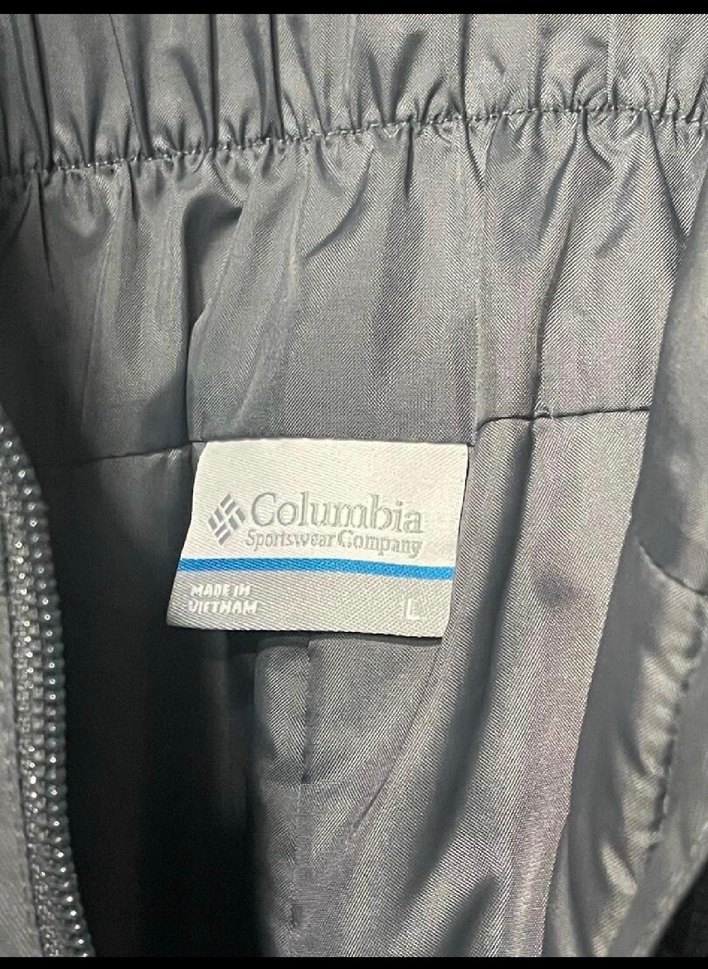 Columbia
Sportswear Company
MADE IN
VIETNAM
L